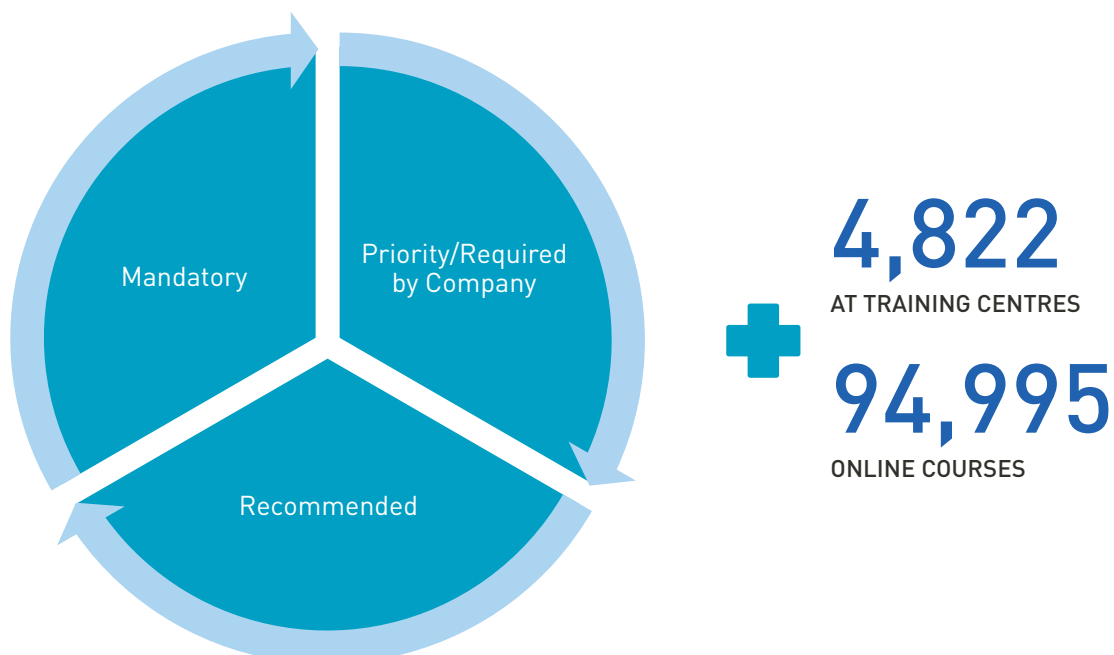 Mandatory
Priority/Required
by Company
Recommended
4,822
AT TRAINING CENTRES
94,995
ONLINE COURSES